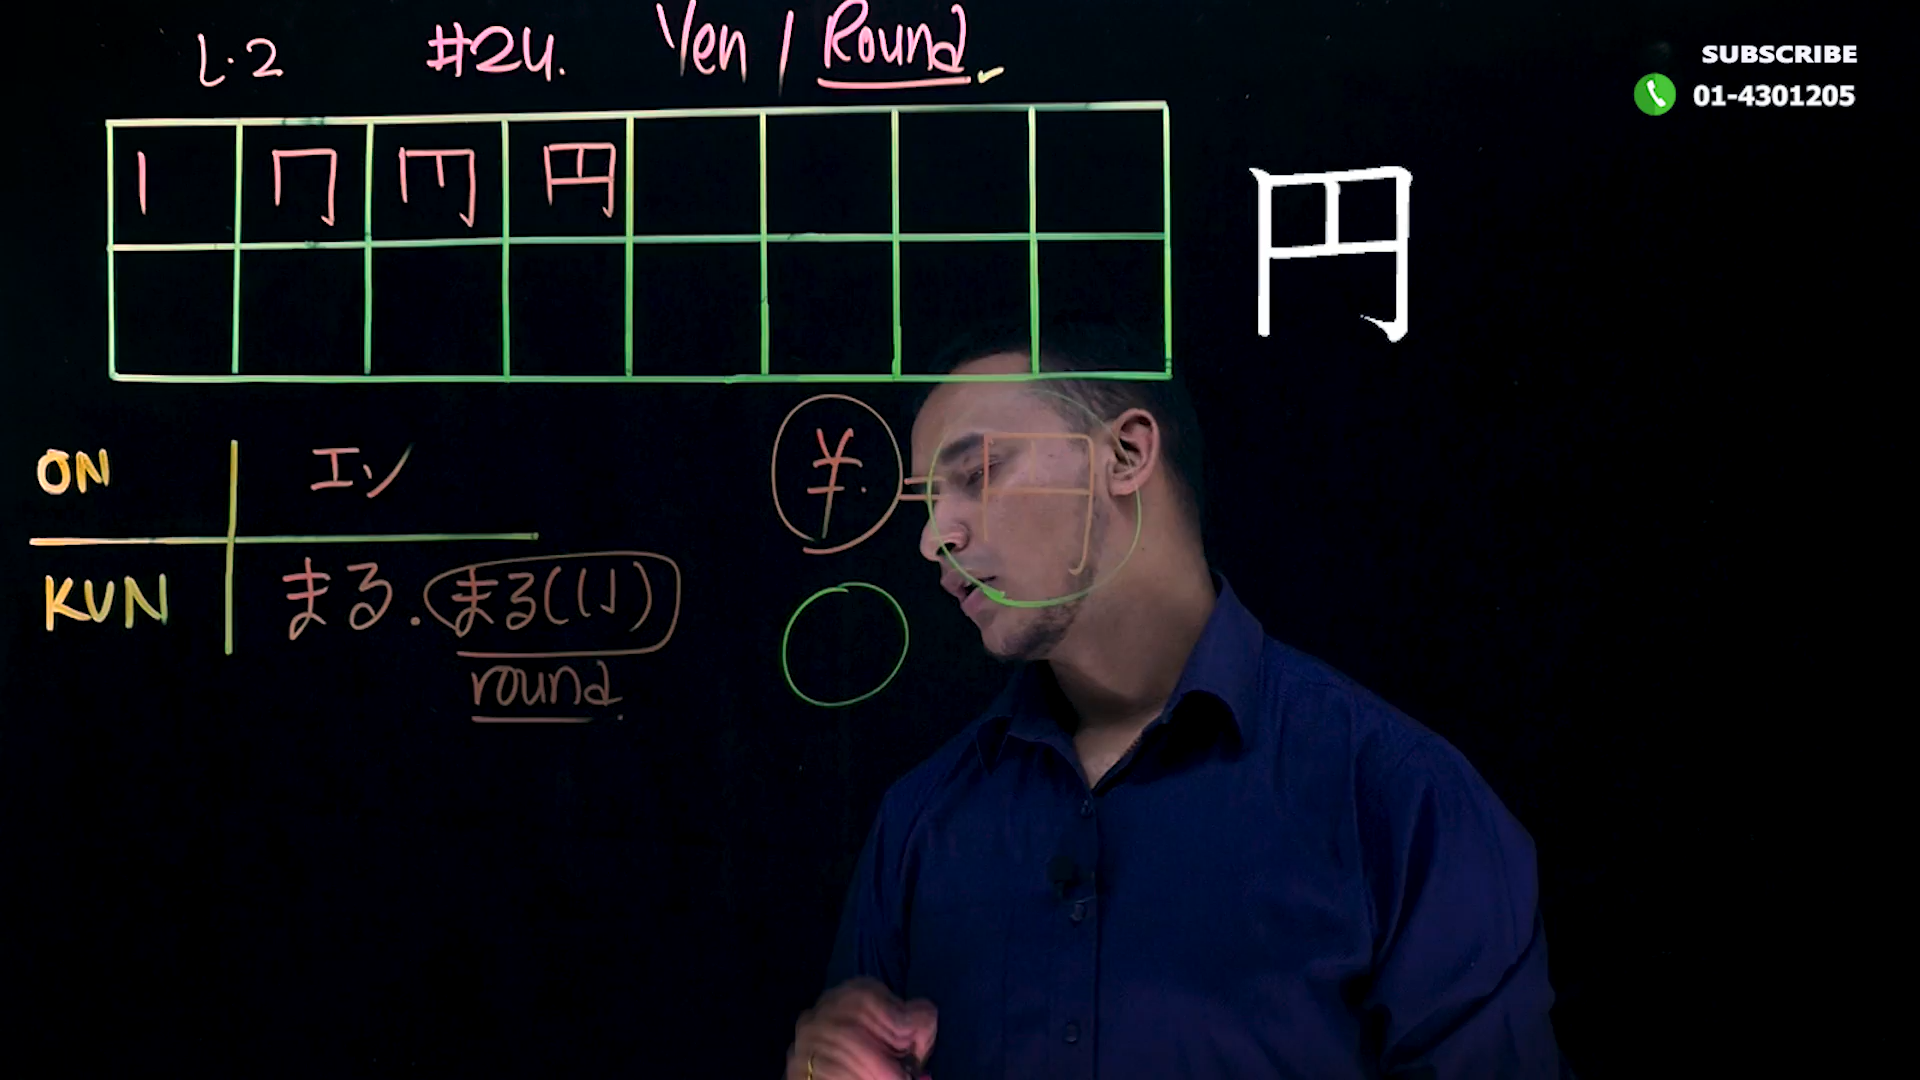 L.2 #24. Yen / Round
SUBSCRIBE
01-4301205
丨 冂 冂 円
円
ON エン
¥. = 円
KUN まる . まる(い)
round.